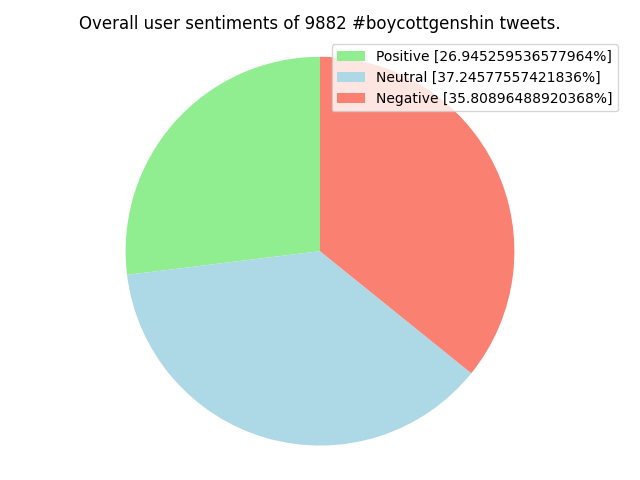 Overall user sentiments of 9882 #boycottgenshin tweets.
Positive [26.945259536577964%]
Neutral [37.24577557421836%]
Negative [35.80896488920368%]